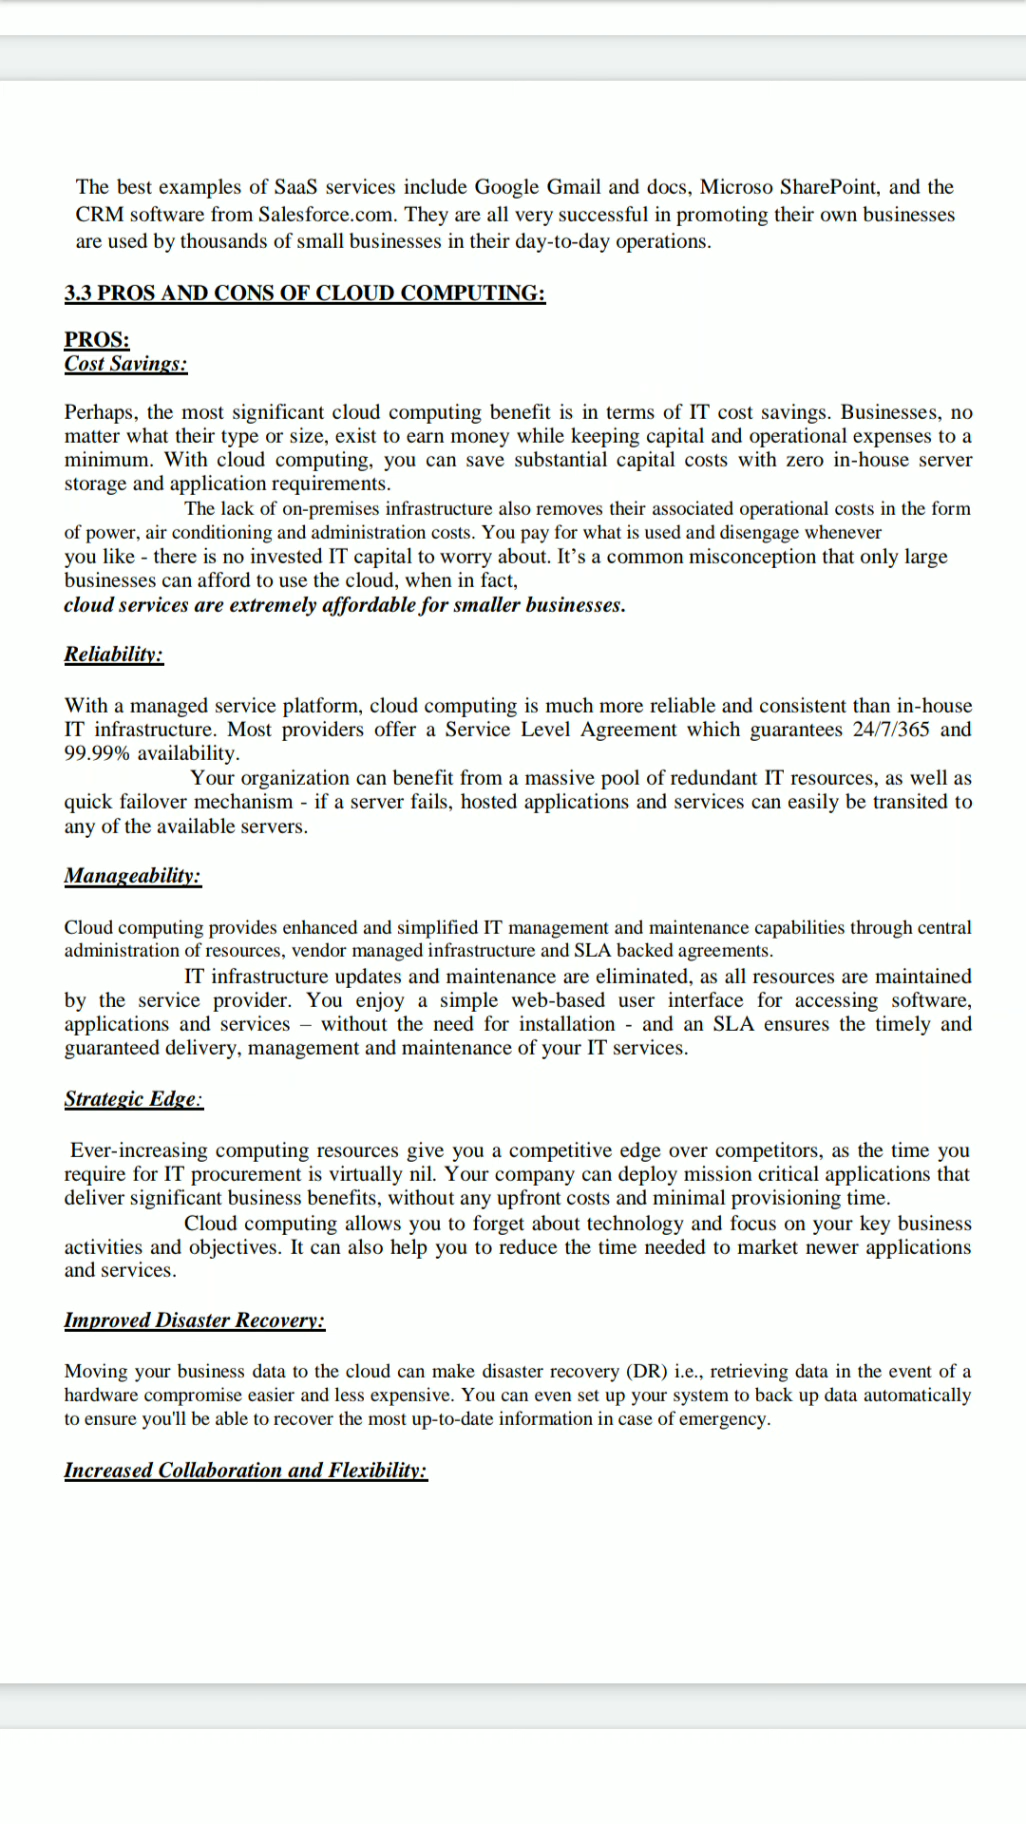 The best examples of SaaS services include Google Gmail and docs, Microso SharePoint, and the
CRM software from Salesforce.com. They are all very successful in promoting their own businesses
are used by thousands of small businesses in their day-to-day operations.
3.3 PROS AND CONS OF CLOUD COMPUTING:
PROS:
Cost Savings:
Perhaps, the most significant cloud computing benefit is in terms of IT cost savings. Businesses, no
matter what their type or size, exist to earn money while keeping capital and operational expenses to a
minimum. With cloud computing, you can save substantial capital costs with zero in-house server
storage and application requirements.
The lack of on-premises infrastructure also removes their associated operational costs in the form
of power, air conditioning and administration costs. You pay for what is used and disengage whenever
you like - there is no invested IT capital to worry about. It’s a common misconception that only large
businesses can afford to use the cloud, when in fact,
cloud services are extremely affordable for smaller businesses.
Reliability:
With a managed service platform, cloud computing is much more reliable and consistent than in-house
IT infrastructure. Most providers offer a Service Level Agreement which guarantees 24/7/365 and
99.99% availability.
Your organization can benefit from a massive pool of redundant IT resources, as well as
quick failover mechanism - if a server fails, hosted applications and services can easily be transited to
any of the available servers.
Manageability:
Cloud computing provides enhanced and simplified IT management and maintenance capabilities through central
administration of resources, vendor managed infrastructure and SLA backed agreements.
IT infrastructure updates and maintenance are eliminated, as all resources are maintained
by the service provider. You enjoy a simple web-based user interface for accessing software,
applications and services – without the need for installation - and an SLA ensures the timely and
guaranteed delivery, management and maintenance of your IT services.
Strategic Edge:
Ever-increasing computing resources give you a competitive edge over competitors, as the time you
require for IT procurement is virtually nil. Your company can deploy mission critical applications that
deliver significant business benefits, without any upfront costs and minimal provisioning time.
Cloud computing allows you to forget about technology and focus on your key business
activities and objectives. It can also help you to reduce the time needed to market newer applications
and services.
Improved Disaster Recovery:
Moving your business data to the cloud can make disaster recovery (DR) i.e., retrieving data in the event of a
hardware compromise easier and less expensive. You can even set up your system to back up data automatically
to ensure you'll be able to recover the most up-to-date information in case of emergency.
Increased Collaboration and Flexibility: